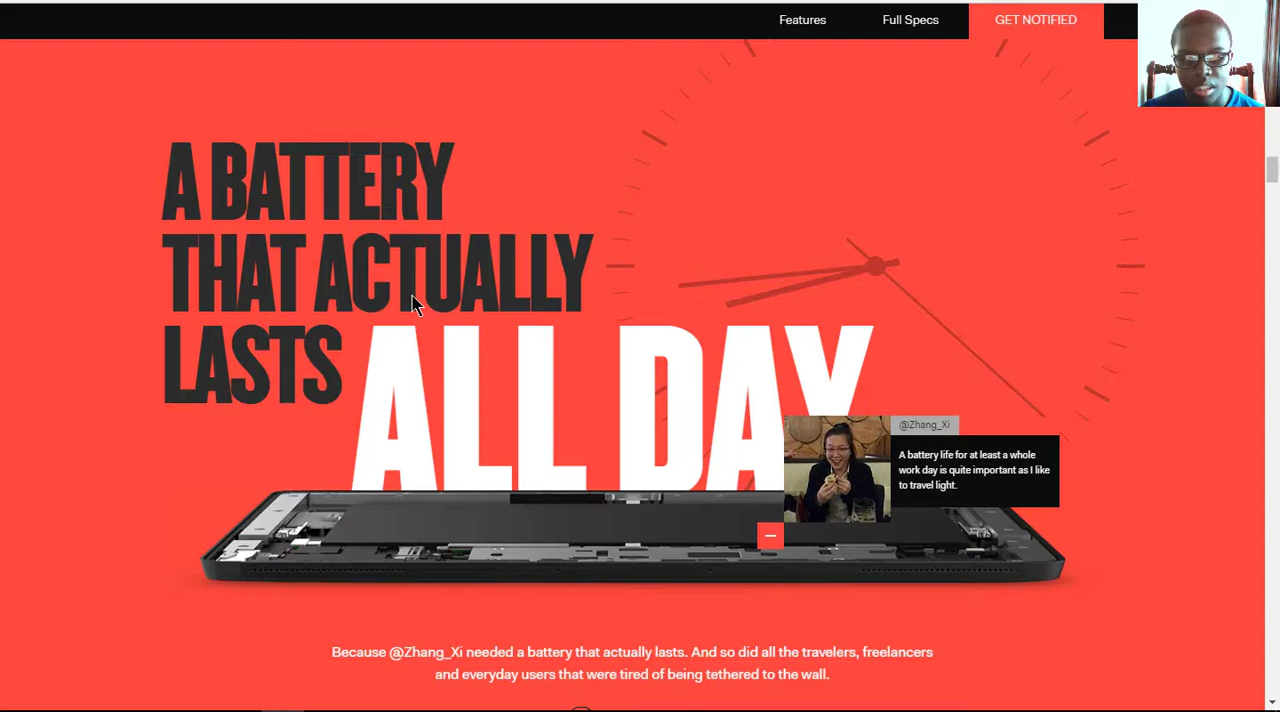 Features
Full Specs
GET NOTIFIED
A BATTERY
THAT ACTUALLY
LASTS ALL DAY
@Zhang_Xi
A battery life for at least a whole
work day is quite important as I like
to travel light.
Because @Zhang_Xi needed a battery that actually lasts. And so did all the travelers, freelancers
and everyday users that were tired of being tethered to the wall.